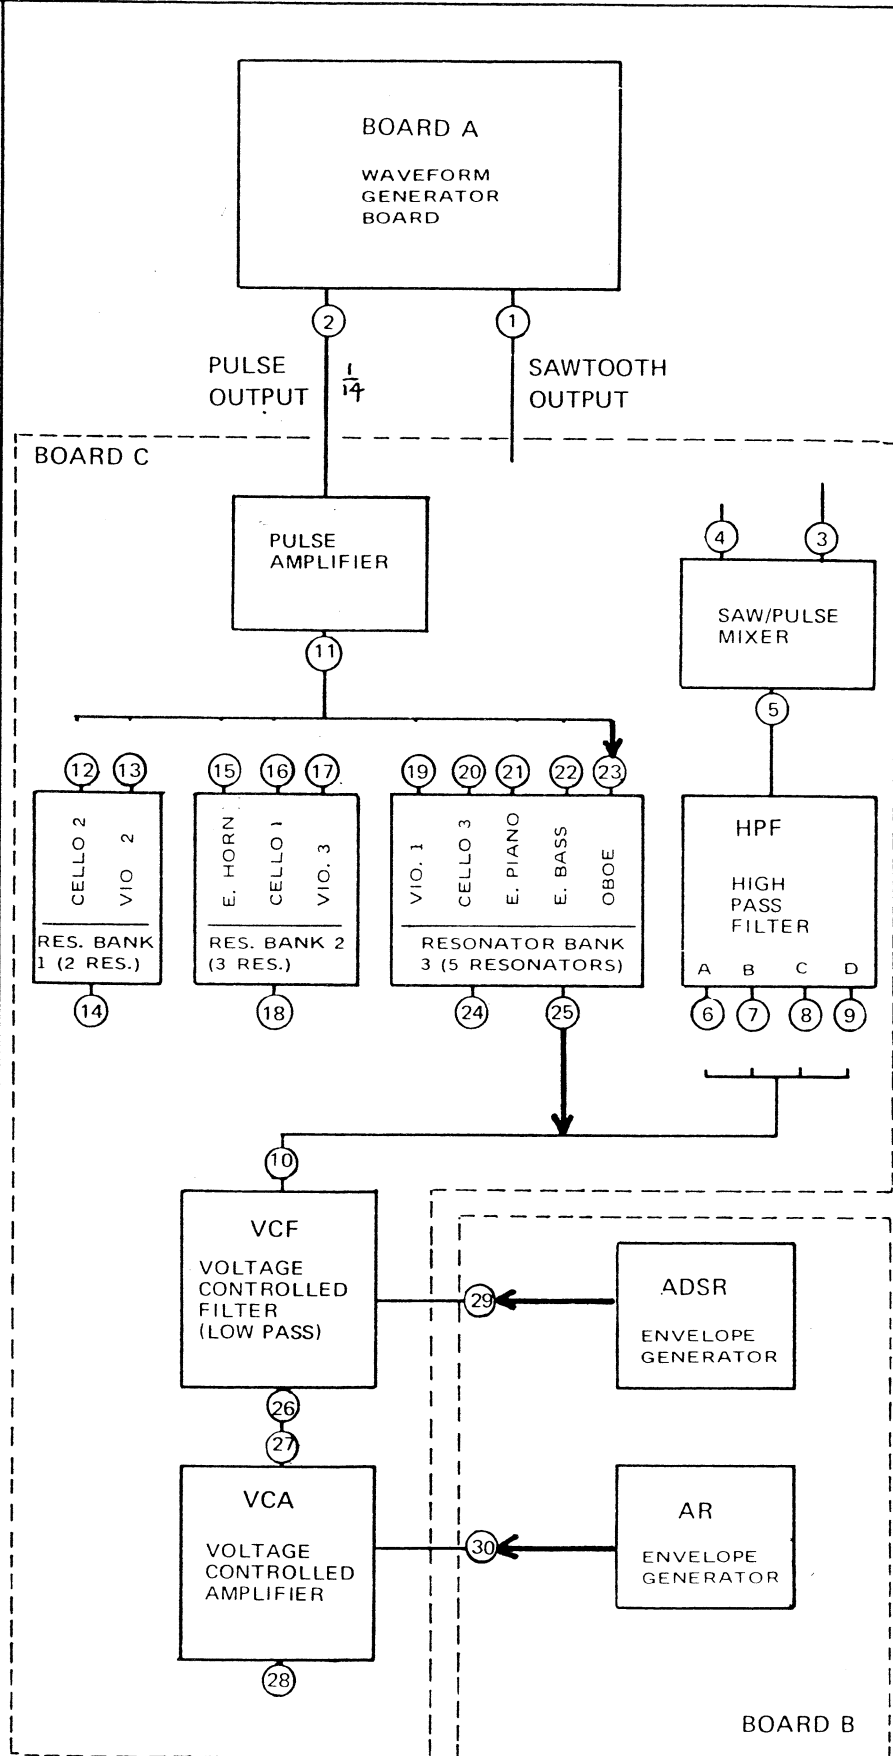 BOARD A
WAVEFORM
GENERATOR
BOARD
2
1
PULSE
OUTPUT
1/14
SAWTOOTH
OUTPUT
BOARD C
PULSE
AMPLIFIER
4
3
SAW/PULSE
MIXER
11
5
12
13
15
16
17
19
20
21
22
23
CELLO 2
VIO 2
E. HORN
CELLO 1
VIO. 3
VIO. 1
CELLO 3
E. PIANO
E. BASS
OBOE
RES. BANK
1 (2 RES.)
RES. BANK 2
(3 RES.)
RESONATOR BANK
3 (5 RESONATORS)
HPF
HIGH
PASS
FILTER
A B C D
14
18
24
25
6
7
8
9
10
VCF
VOLTAGE
CONTROLLED
FILTER
(LOW PASS)
29
ADSR
ENVELOPE
GENERATOR
26
27
VCA
VOLTAGE
CONTROLLED
AMPLIFIER
30
AR
ENVELOPE
GENERATOR
28
BOARD B